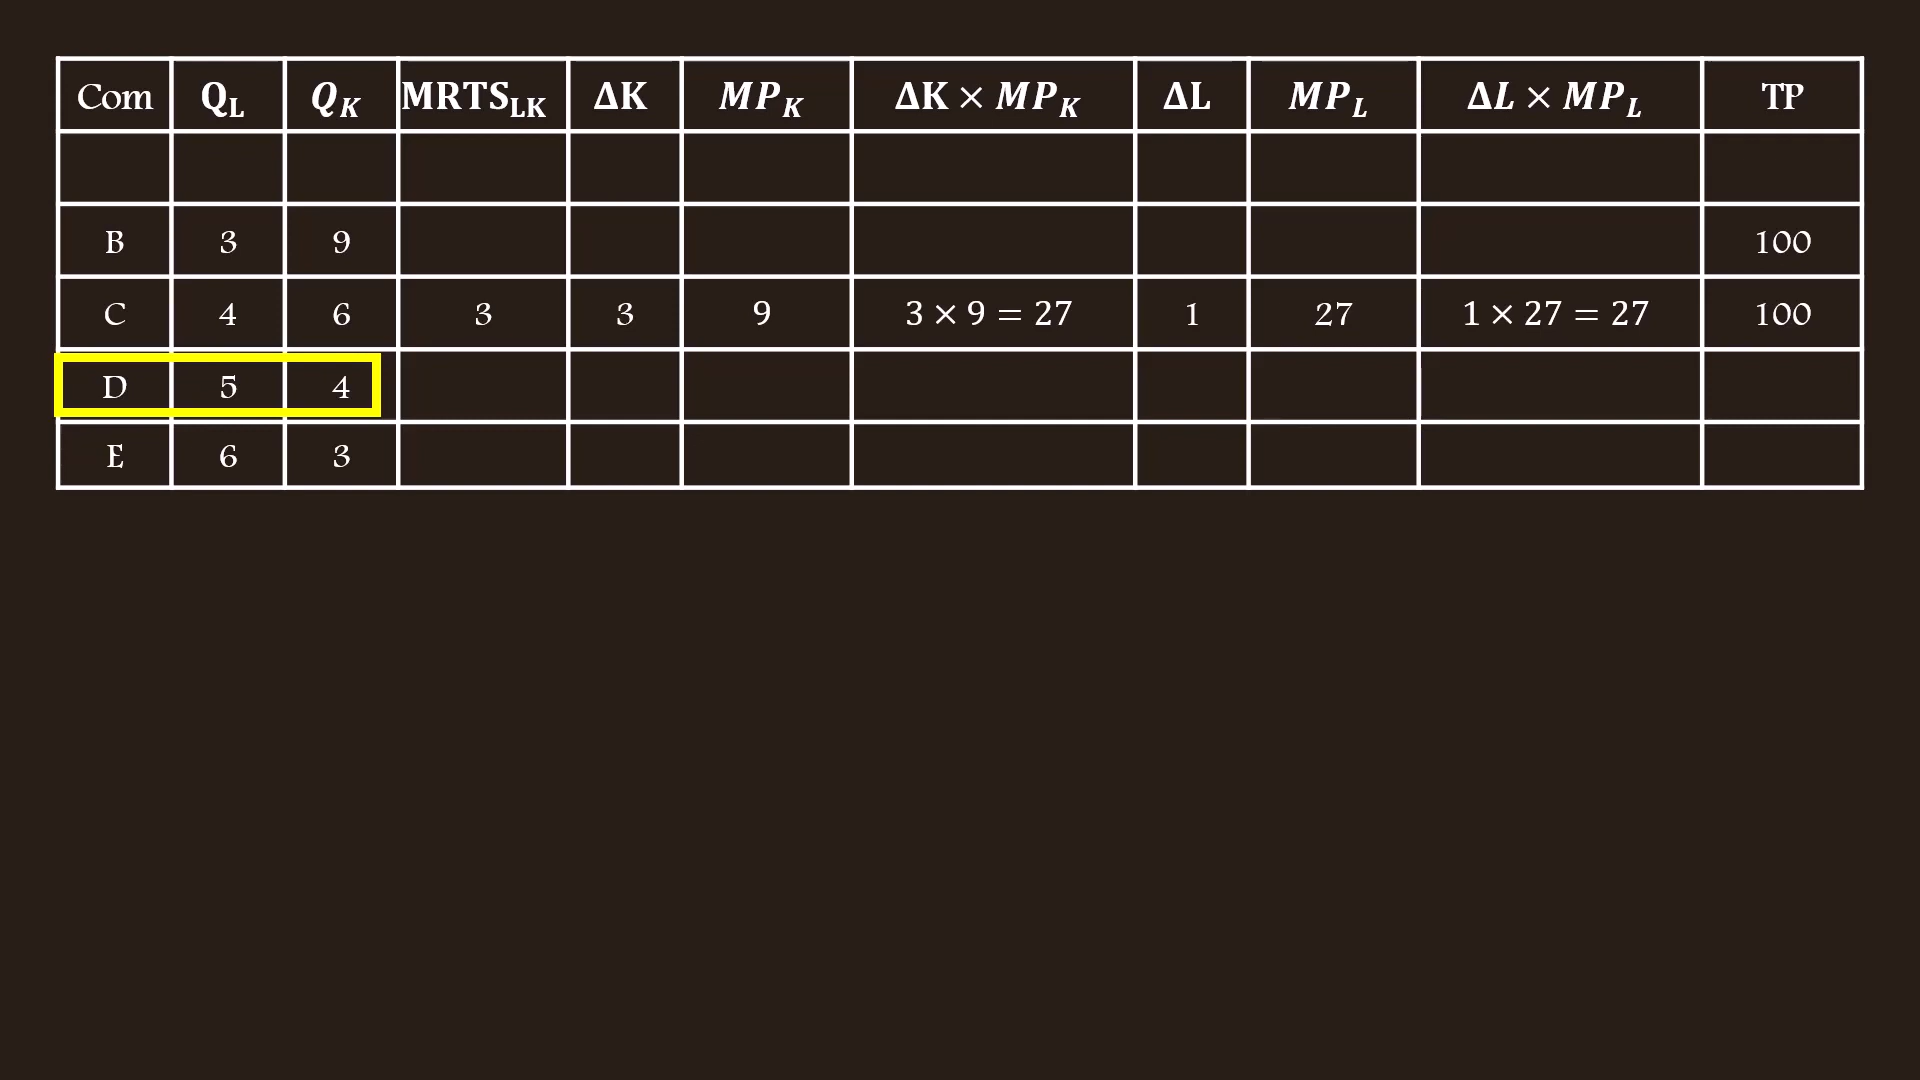 Com Q_L Q_K MRTS_LK ΔK MP_K ΔK × MP_K ΔL MP_L ΔL × MP_L TP
B 3 9 100
C 4 6 3 3 9 3 × 9 = 27 1 27 1 × 27 = 27 100
D 5 4
E 6 3